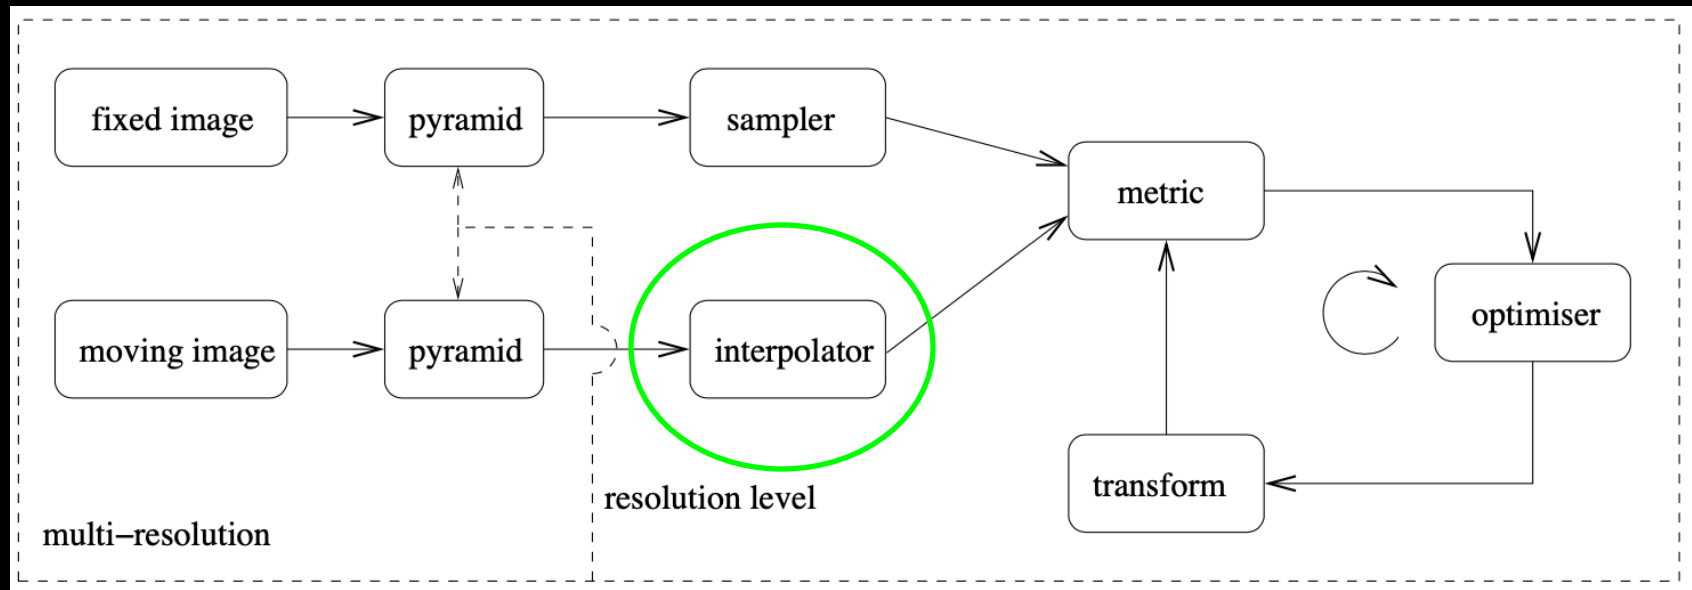 fixed image
pyramid
sampler
metric
moving image
pyramid
interpolator
optimiser
transform
resolution level
multi−resolution